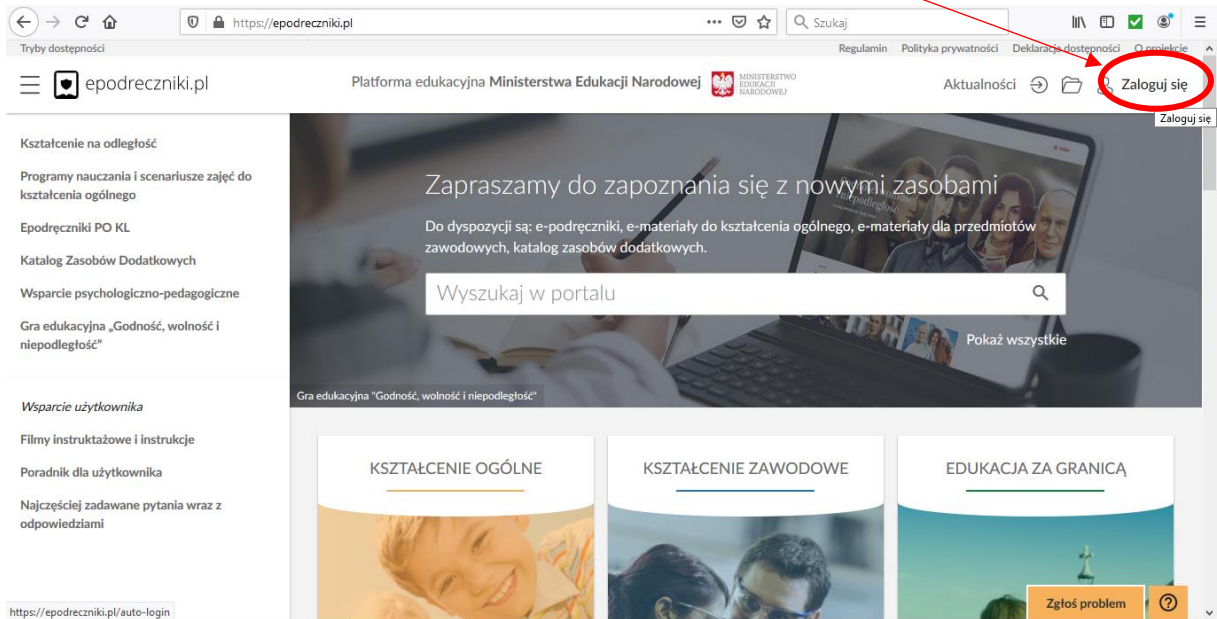 https://epodreczniki.pl
Szukaj
Tryby dostępności
Regulamin Polityka prywatności Deklaracja dostępności O projekcie
epodreczniki.pl
Platforma edukacyjna Ministerstwa Edukacji Narodowej
MINISTERSTWO
EDUKACJI
NARODOWEJ
Aktualności
Zaloguj się
Zaloguj się
Kształcenie na odległość
Programy nauczania i scenariusze zajęć do
kształcenia ogólnego
Epodręczniki PO KL
Katalog Zasobów Dodatkowych
Wsparcie psychologiczno-pedagogiczne
Gra edukacyjna „Godność, wolność i
niepodległość”
Wsparcie użytkownika
Filmy instruktażowe i instrukcje
Poradnik dla użytkownika
Najczęściej zadawane pytania wraz z
odpowiedziami
https://epodreczniki.pl/auto-login
Zapraszamy do zapoznania się z nowymi zasobami
Do dyspozycji są: e-podręczniki, e-materiały do kształcenia ogólnego, e-materiały dla przedmiotów
zawodowych, katalog zasobów dodatkowych.
Wyszukaj w portalu
Pokaż wszystkie
Gra edukacyjna "Godność, wolność i niepodległość"
KSZTAŁCENIE OGÓLNE
KSZTAŁCENIE ZAWODOWE
EDUKACJA ZA GRANICĄ
Zgłoś problem